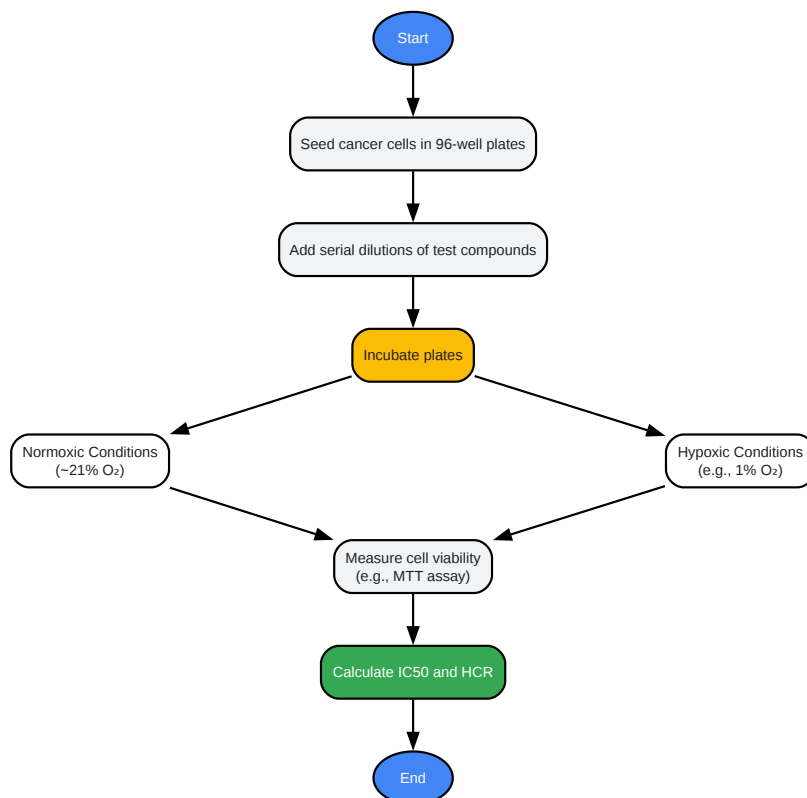 Start
Seed cancer cells in 96-well plates
Add serial dilutions of test compounds
Incubate plates
Normoxic Conditions
(~21% O₂)
Hypoxic Conditions
(e.g., 1% O₂)
Measure cell viability
(e.g., MTT assay)
Calculate IC50 and HCR
End